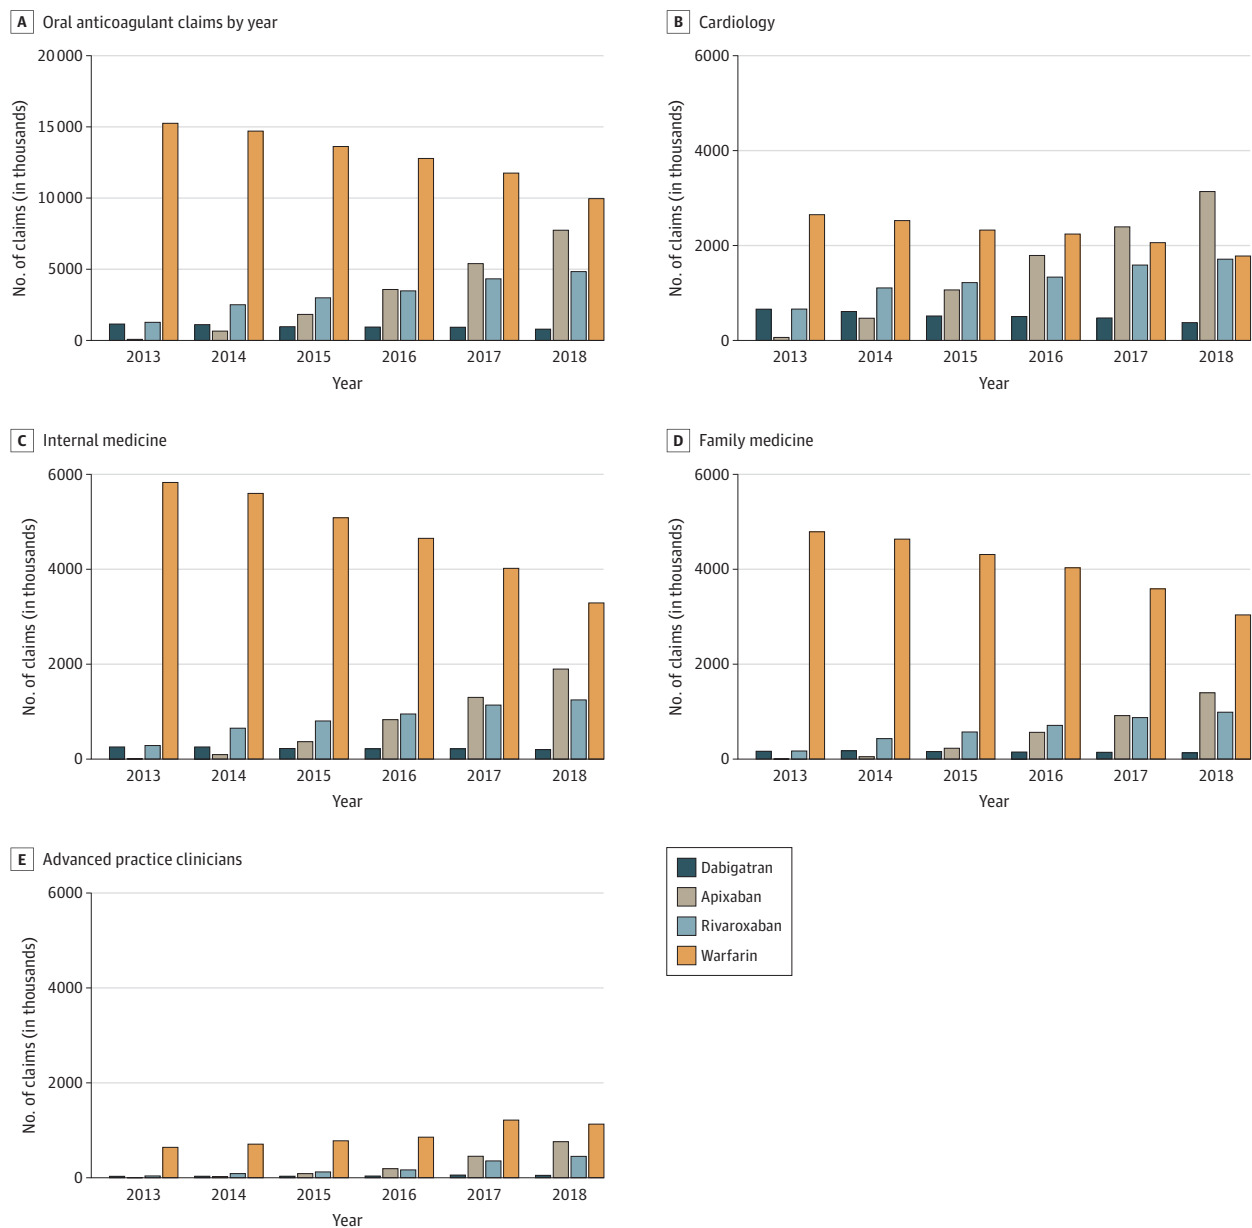 A Oral anticoagulant claims by year
No. of claims (in thousands)
20 000
15 000
10 000
5000
0
2013 2014 2015 2016 2017 2018
Year
B Cardiology
No. of claims (in thousands)
6000
4000
2000
0
2013 2014 2015 2016 2017 2018
Year
C Internal medicine
No. of claims (in thousands)
6000
4000
2000
0
2013 2014 2015 2016 2017 2018
Year
D Family medicine
No. of claims (in thousands)
6000
4000
2000
0
2013 2014 2015 2016 2017 2018
Year
E Advanced practice clinicians
No. of claims (in thousands)
6000
4000
2000
0
2013 2014 2015 2016 2017 2018
Year
Dabigatran
Apixaban
Rivaroxaban
Warfarin